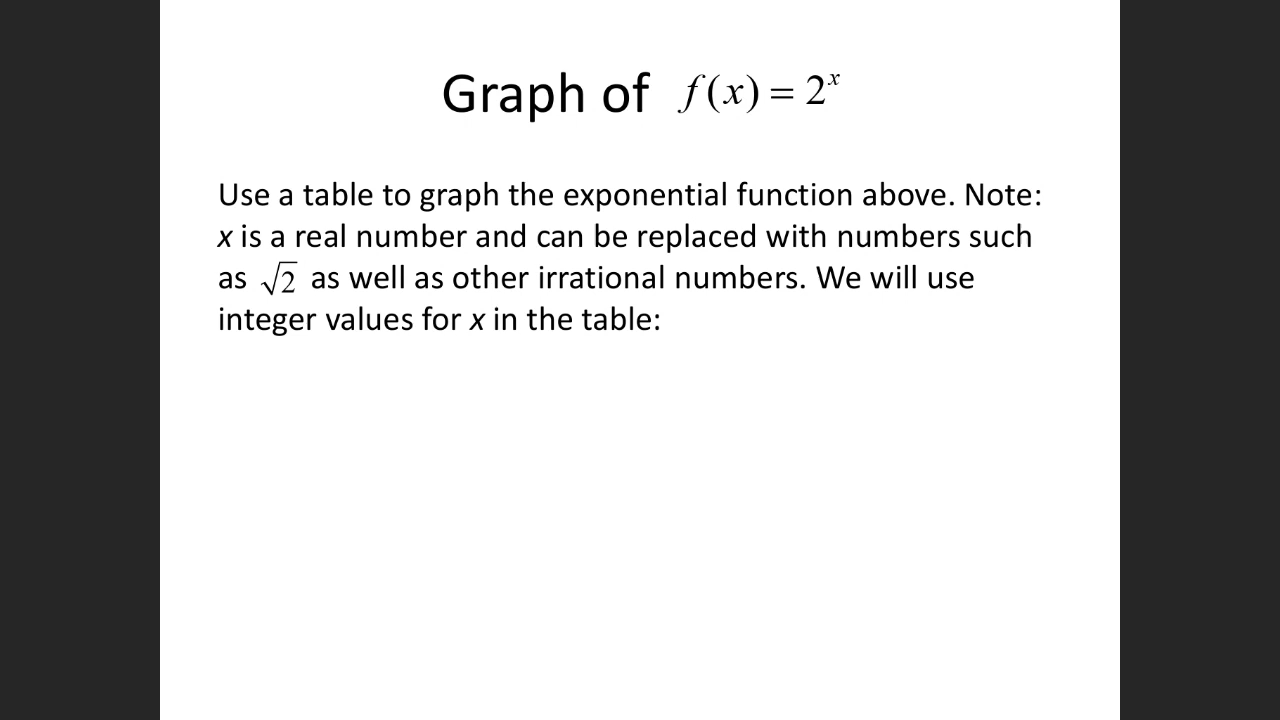 Graph of f(x) = 2ˣ
Use a table to graph the exponential function above. Note:
x is a real number and can be replaced with numbers such
as √2 as well as other irrational numbers. We will use
integer values for x in the table: